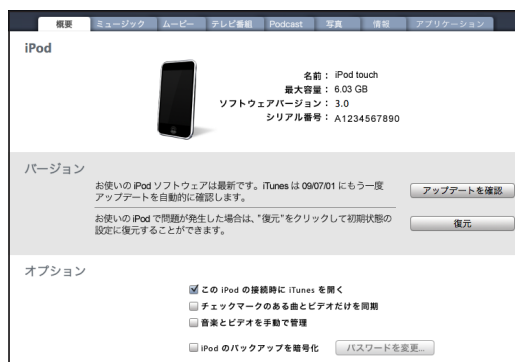 概要 ミュージック ムービー テレビ番組 Podcast 写真 情報 アプリケーション
iPod
名前： iPod touch
最大容量： 6.03 GB
ソフトウェアバージョン： 3.0
シリアル番号： A1234567890
バージョン
お使いの iPod ソフトウェアは最新です。iTunes は 09/07/01 にもう一度
アップデートを自動的に確認します。
アップデートを確認
お使いの iPod で問題が発生した場合は、"復元"をクリックして初期状態の
設定に復元することができます。
復元
オプション
この iPod の接続時に iTunes を開く
チェックマークのある曲とビデオだけを同期
音楽とビデオを手動で管理
iPod のバックアップを暗号化 パスワードを変更...